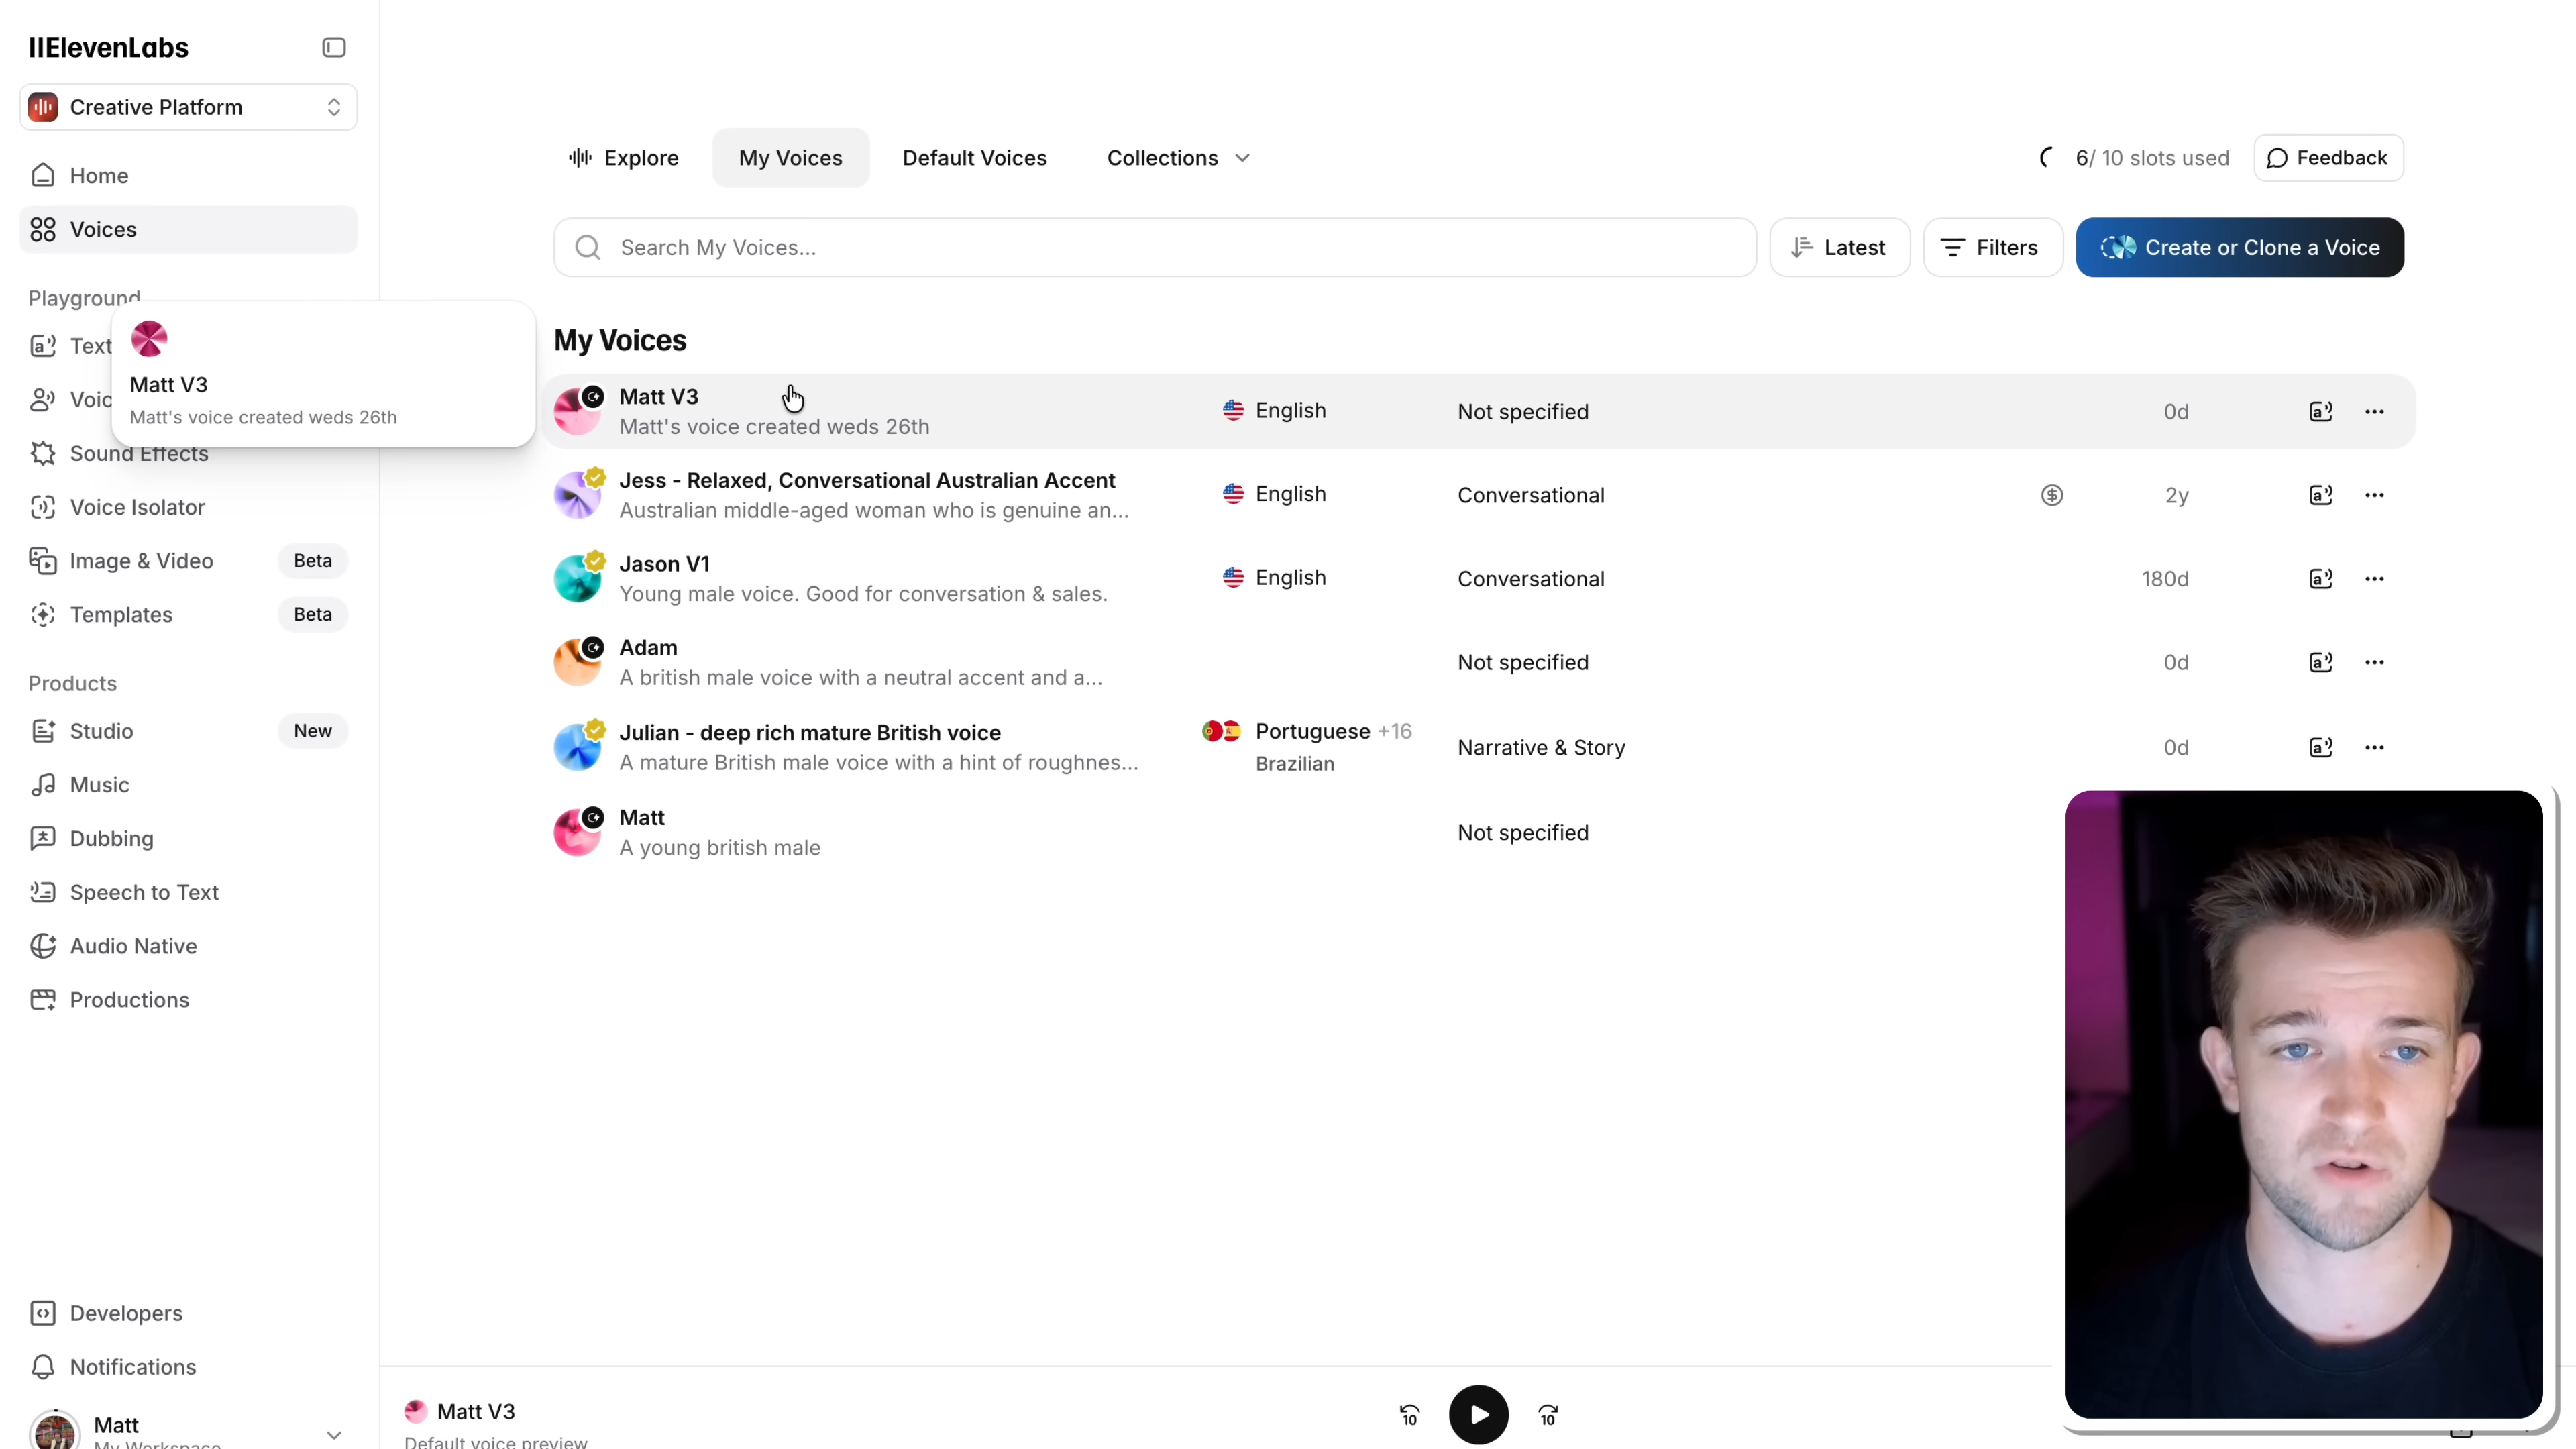 IIElevenLabs
Creative Platform
Home
Voices
Playground
Text
Voic
Sound Effects
Voice Isolator
Image & Video Beta
Templates Beta
Products
Studio New
Music
Dubbing
Speech to Text
Audio Native
Productions
Developers
Notifications
Matt
My Workspace
Matt V3
Matt's voice created weds 26th
Explore
My Voices
Default Voices
Collections
6/ 10 slots used
Feedback
Search My Voices...
Latest
Filters
Create or Clone a Voice
My Voices
Matt V3
Matt's voice created weds 26th
English
Not specified
0d
Jess - Relaxed, Conversational Australian Accent
Australian middle-aged woman who is genuine an...
English
Conversational
2y
Jason V1
Young male voice. Good for conversation & sales.
English
Conversational
180d
Adam
A british male voice with a neutral accent and a...
Not specified
0d
Julian - deep rich mature British voice
A mature British male voice with a hint of roughnes...
Portuguese +16
Brazilian
Narrative & Story
0d
Matt
A young british male
Not specified
Matt V3
Default voice preview
10
10